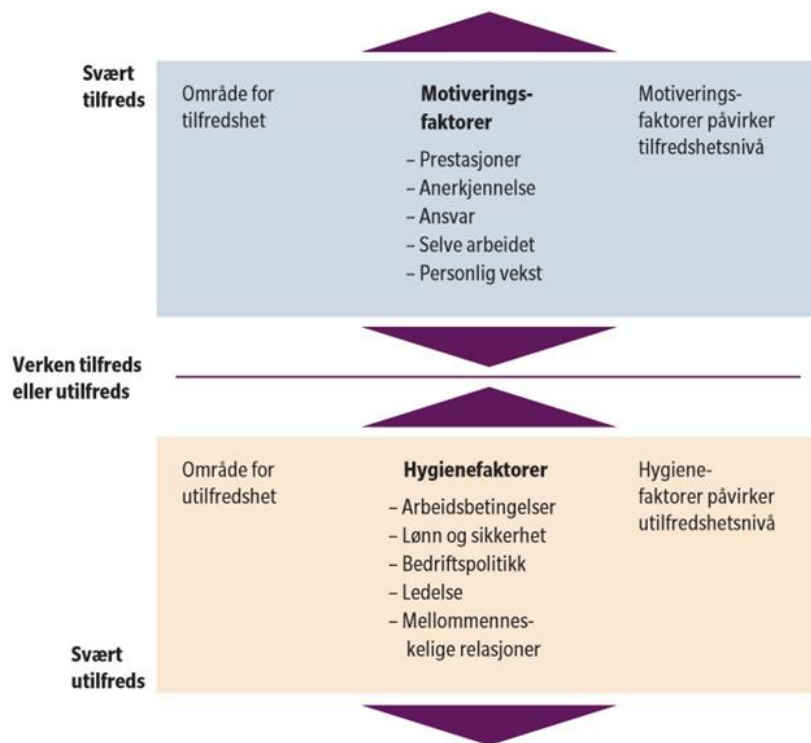 Svært
tilfreds
Område for
tilfredshet
Motiverings-
faktorer
– Prestasjoner
– Anerkjennelse
– Ansvar
– Selve arbeidet
– Personlig vekst
Motiverings-
faktorer påvirker
tilfredshetsnivå
Verken tilfreds
eller utilfreds
Område for
utilfredshet
Hygienefaktorer
– Arbeidsbetingelser
– Lønn og sikkerhet
– Bedriftspolitikk
– Ledelse
– Mellommennes-
kelige relasjoner
Hygiene-
faktorer påvirker
utilfredshetsnivå
Svært
utilfreds